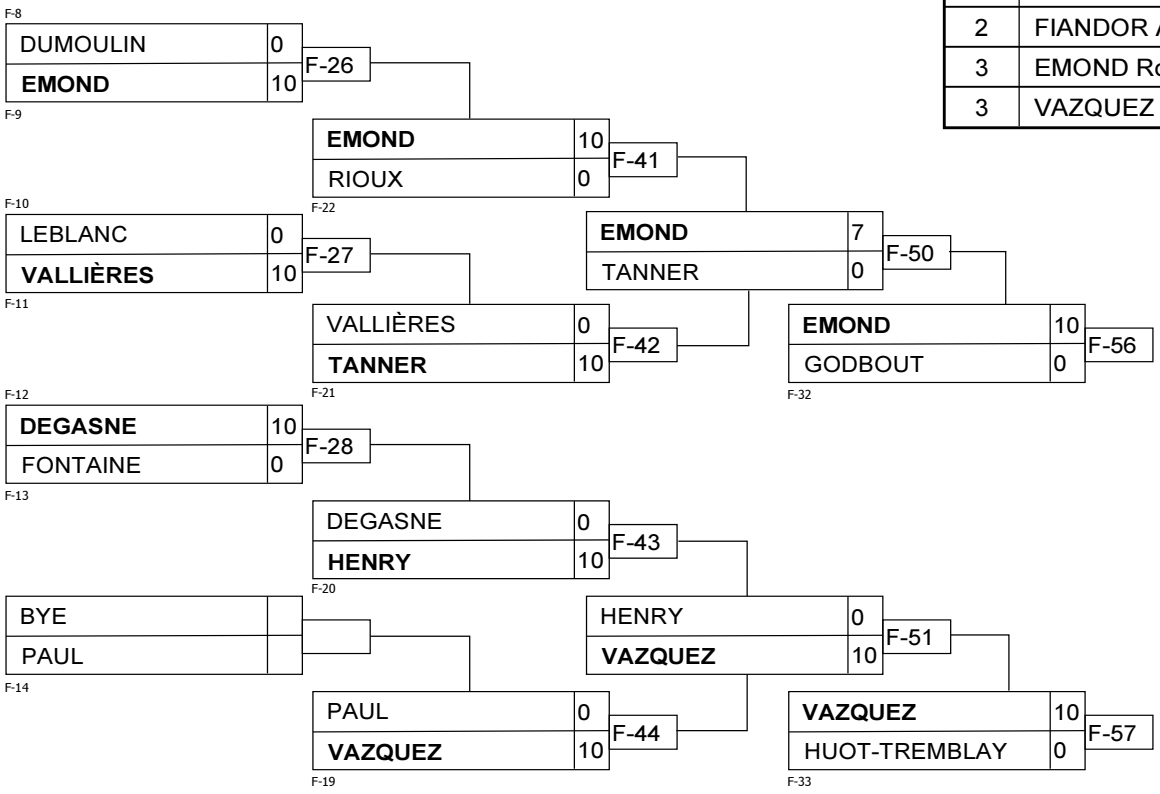 F-8
DUMOULIN 0
F-26
EMOND 10
F-9
EMOND 10
F-41
RIOUX 0
F-22
F-10
LEBLANC 0
F-27
VALLIÈRES 10
F-11
EMOND 7
F-50
TANNER 0
VALLIÈRES 0
F-42
TANNER 10
F-21
EMOND 10
F-56
GODBOUT 0
F-32
F-12
DEGASNE 10
F-28
FONTAINE 0
F-13
DEGASNE 0
F-43
HENRY 10
F-20
BYE
PAUL
F-14
HENRY 0
F-51
VAZQUEZ 10
PAUL 0
F-44
VAZQUEZ 10
F-19
VAZQUEZ 10
F-57
HUOT-TREMBLAY 0
F-33
2 FIANDOR
3 EMOND
3 VAZQUEZ